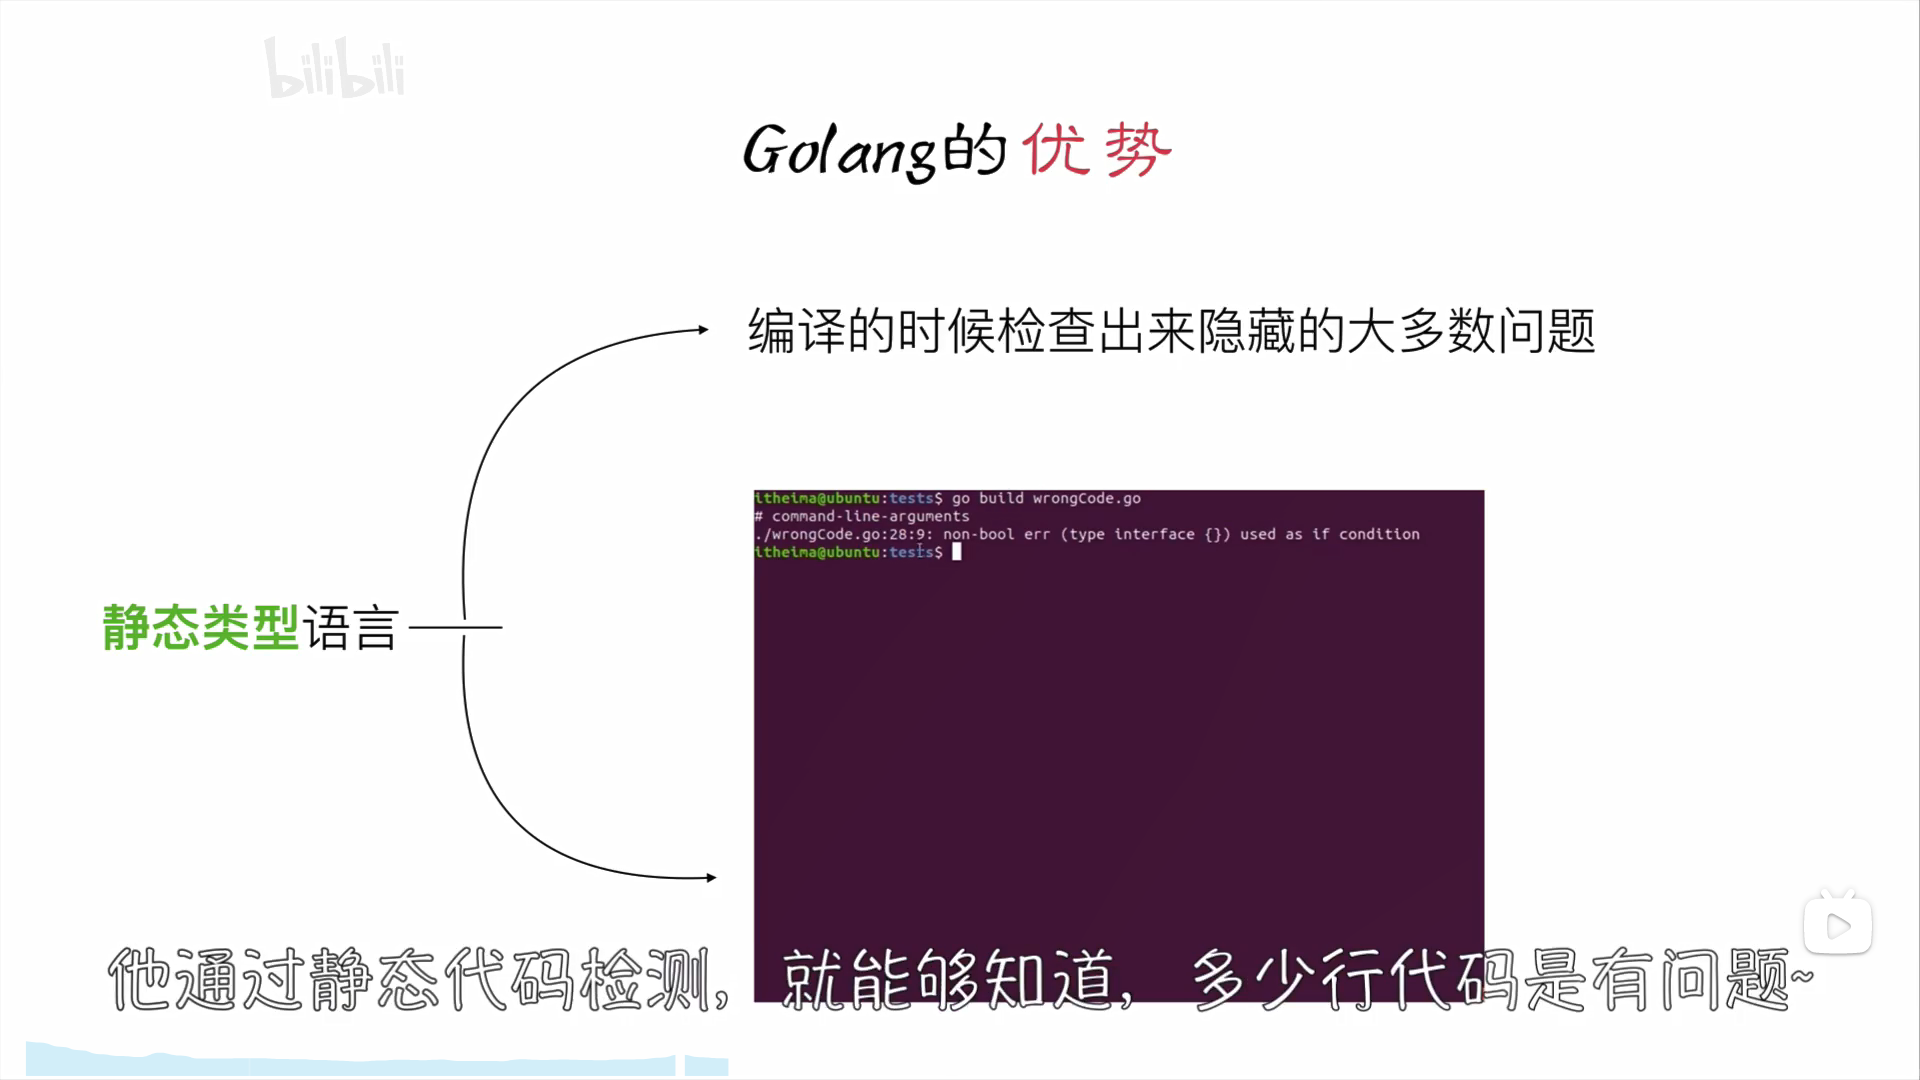 bilibili
Golang的优势
编译的时候检查出来隐藏的大多数问题
静态类型语言
itheima@ubuntu:tests$ go build wrongCode.go
# command-line-arguments
./wrongCode.go:28:9: non-bool err (type interface {}) used as if condition
itheima@ubuntu:tests$
他通过静态代码检测, 就能够知道, 多少行代码是有问题~